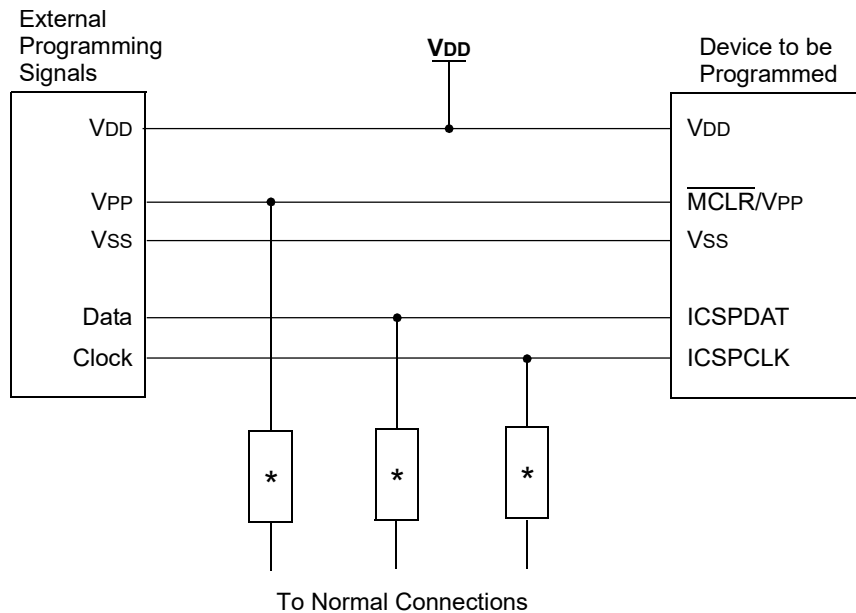 External
Programming
Signals
VDD
Device to be
Programmed
VDD
VDD
VPP
MCLR/VPP
VSS
VSS
Data
ICSPDAT
Clock
ICSPCLK
*
*
*
To Normal Connections